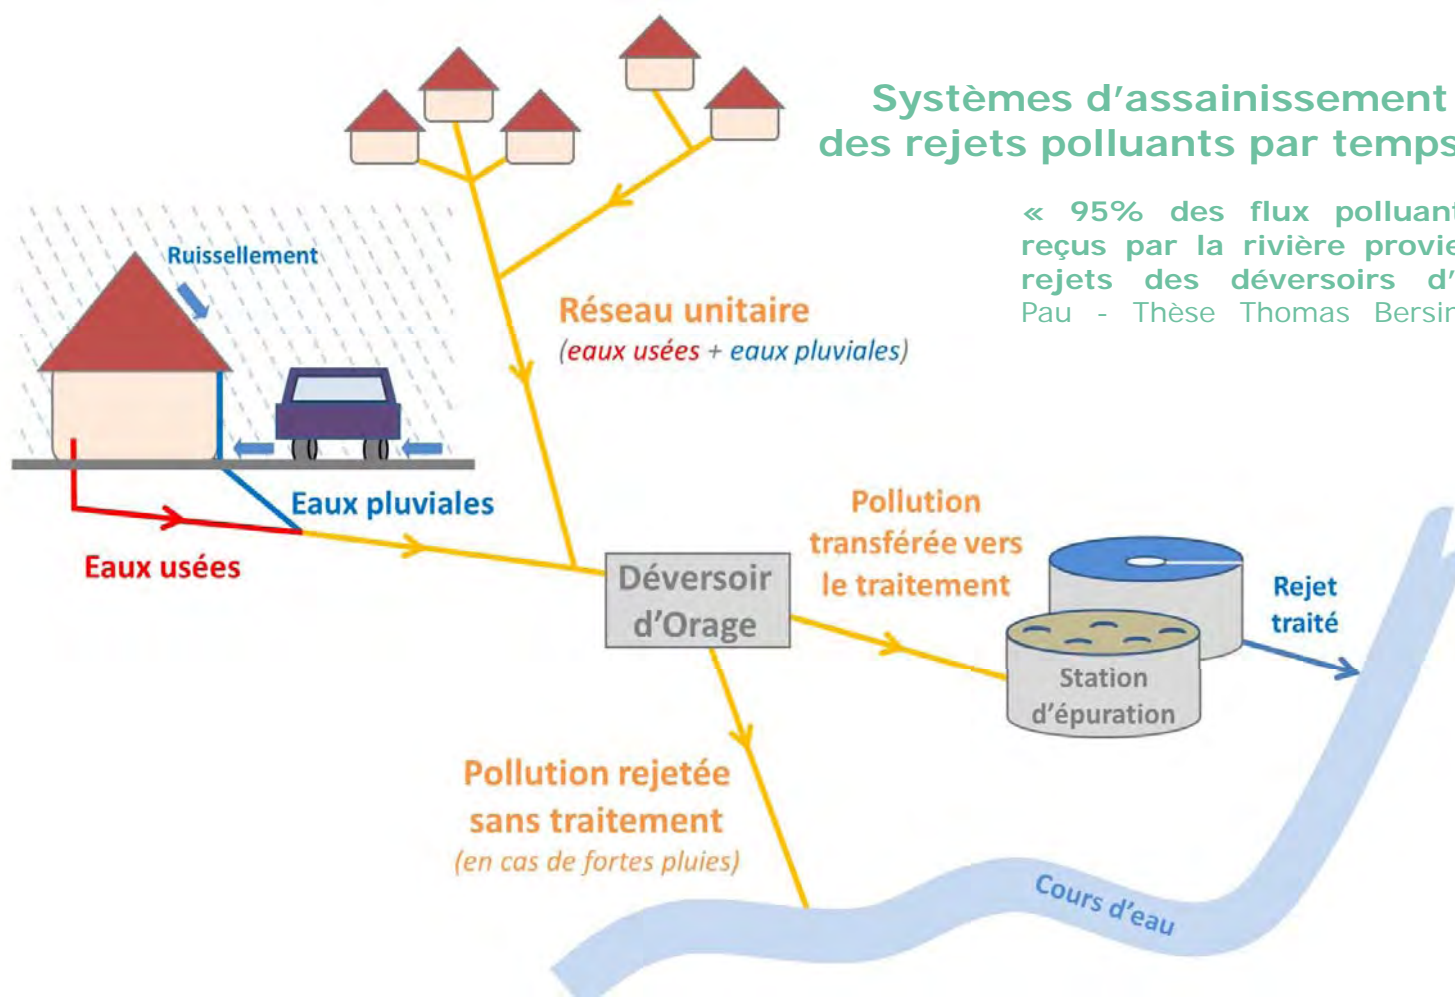 Systèmes d'assainissement
des rejets polluants par temps
« 95% des flux polluant
reçus par la rivière provie
rejets des déversoirs d'
Pau - Thèse Thomas Bersin
Ruissellement
Réseau unitaire
(eaux usées + eaux pluviales)
Eaux pluviales
Eaux usées
Déversoir
d'Orage
Pollution
transférée vers
le traitement
Station
d'épuration
Rejet
traité
Pollution rejetée
sans traitement
(en cas de fortes pluies)
Cours d'eau